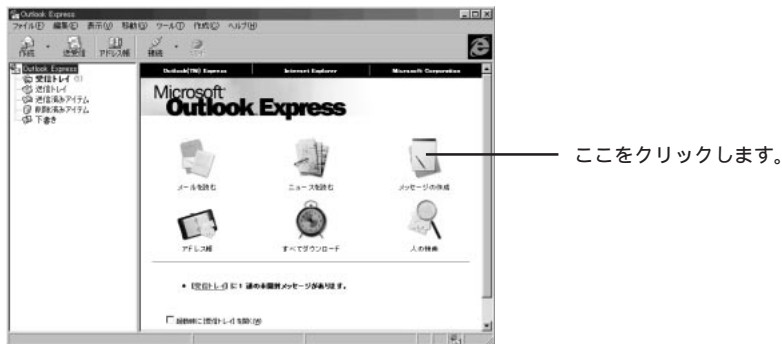 Outlook Express
ファイル(F) 編集(E) 表示(V) 移動(G) ツール(T) 作成(C) ヘルプ(H)
作成 送受信 アドレス帳 接続
Outlook Express
受信トレイ (1)
送信トレイ
送信済みアイテム
削除済みアイテム
下書き
Outlook(TM) Express Internet Explorer Microsoft Corporation
Microsoft
Outlook Express
メールを読む ニュースを読む メッセージの作成
ここをクリックします。
アドレス帳 すべてダウンロード 人の検索
• [受信トレイ] に 1 通の未開封メッセージがあります。
起動時に [受信トレイ] を開く(W)